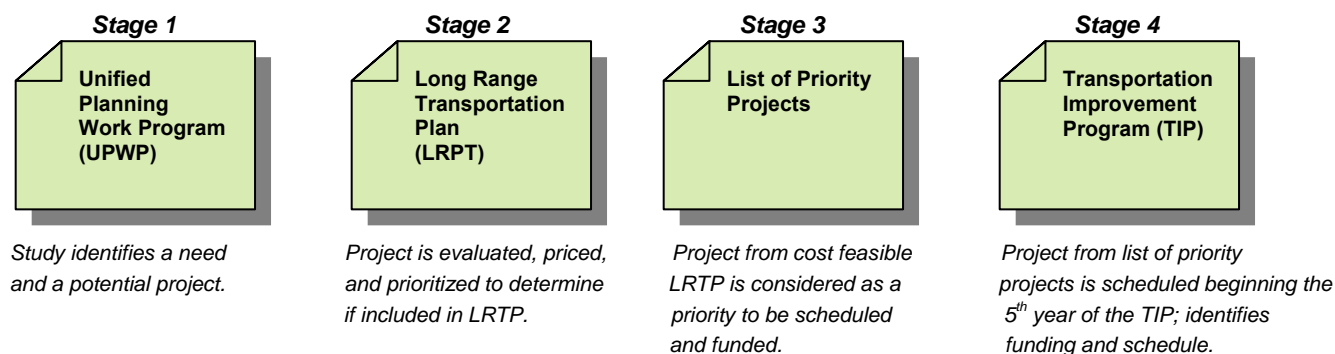 Stage 1
Unified
Planning
Work Program
(UPWP)
Study identifies a need
and a potential project.
Stage 2
Long Range
Transportation
Plan
(LRPT)
Project is evaluated, priced,
and prioritized to determine
if included in LRTP.
Stage 3
List of Priority
Projects
Project from cost feasible
LRTP is considered as a
priority to be scheduled
and funded.
Stage 4
Transportation
Improvement
Program (TIP)
Project from list of priority
projects is scheduled beginning the
5th year of the TIP; identifies
funding and schedule.